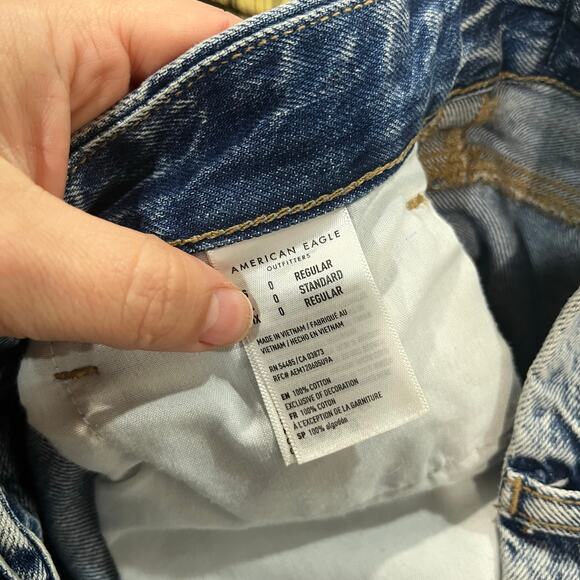 AMERICAN EAGLE
OUTFITTERS
0 REGULAR
0 STANDARD
0 REGULAR
MADE IN VIETNAM / FABRIQUÉ AU
VIETNAM / HECHO EN VIETNAM
RN 54485/CA 03873
RFC# AEM120605U9A
EN 100% COTTON
EXCLUSIVE OF DECORATION
FR 100% COTON
À L'EXCEPTION DE LA GARNITURE
SP 100% algodón